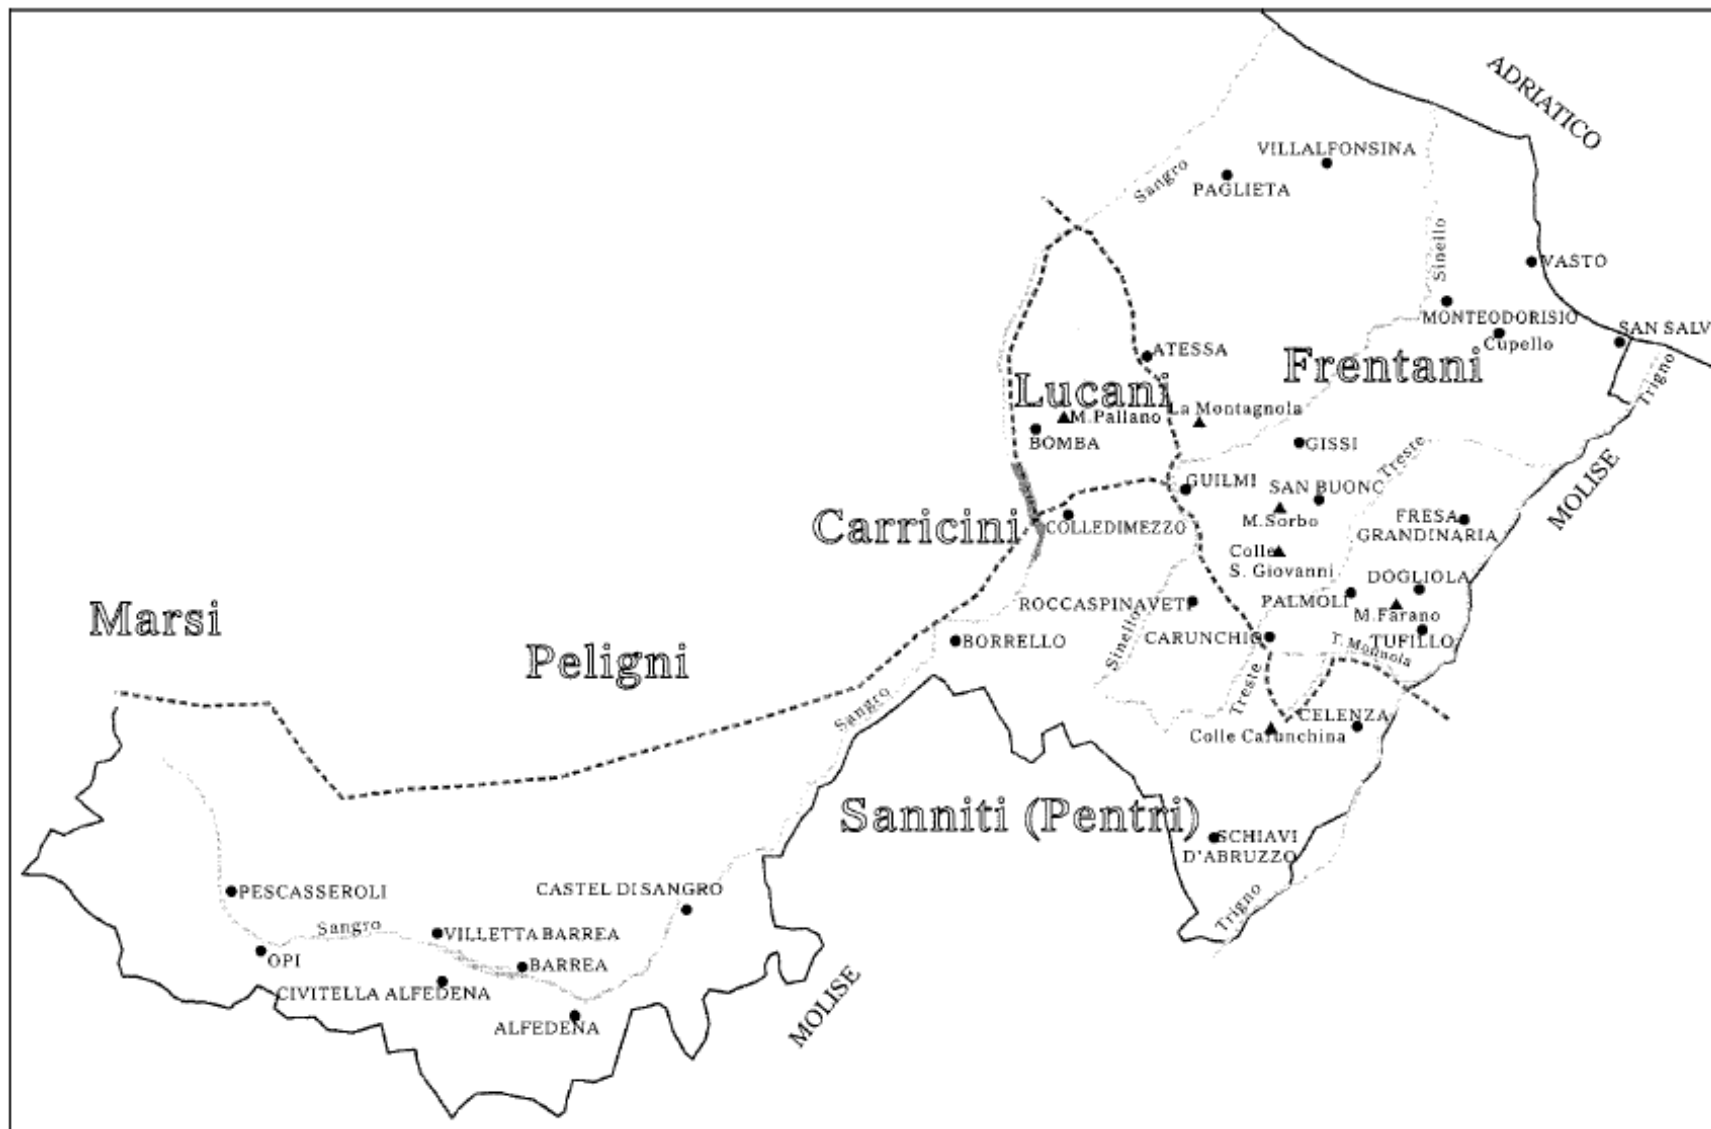 ADRIATICO
VILLALFONSINA
Sangro
PAGLIETA
Sinello
VASTO
MONTEODORISIO
SAN SALV
Cupello
ATESSA
Frentani
Trigno
Lucani
M.Pallano
La Montagnola
BOMBA
GISSI
Treste
MOLISE
GUILMI
SAN BUONO
Carricini
COLLEDIMEZZO
M.Sorbo
FRESA
GRANDINARIA
Colle
S. Giovanni
DOGLIOLA
Marsi
ROCCASPINAVETI
PALMOLI
M.Farano
Peligni
BORRELLO
Sinello
CARUNCHIO
TUFILLO
Treste
Sangro
CELENZA
Colle Carunchina
Sanniti (Pentri)
SCHIAVI
D'ABRUZZO
PESCASSEROLI
CASTEL DI SANGRO
Trigno
Sangro
VILLETTA BARREA
OPI
BARREA
CIVITELLA ALFEDENA
ALFEDENA
MOLISE